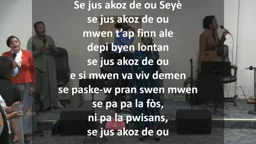 Se jus akoz de ou Seyè
se jus akoz de ou
mwen t'ap finn ale
depi byen lontan
se jus akoz de ou
e si mwen va viv demen
se paske-w pran swen mwen
se pa pa la fòs,
ni pa la pwisans,
se jus akoz de ou